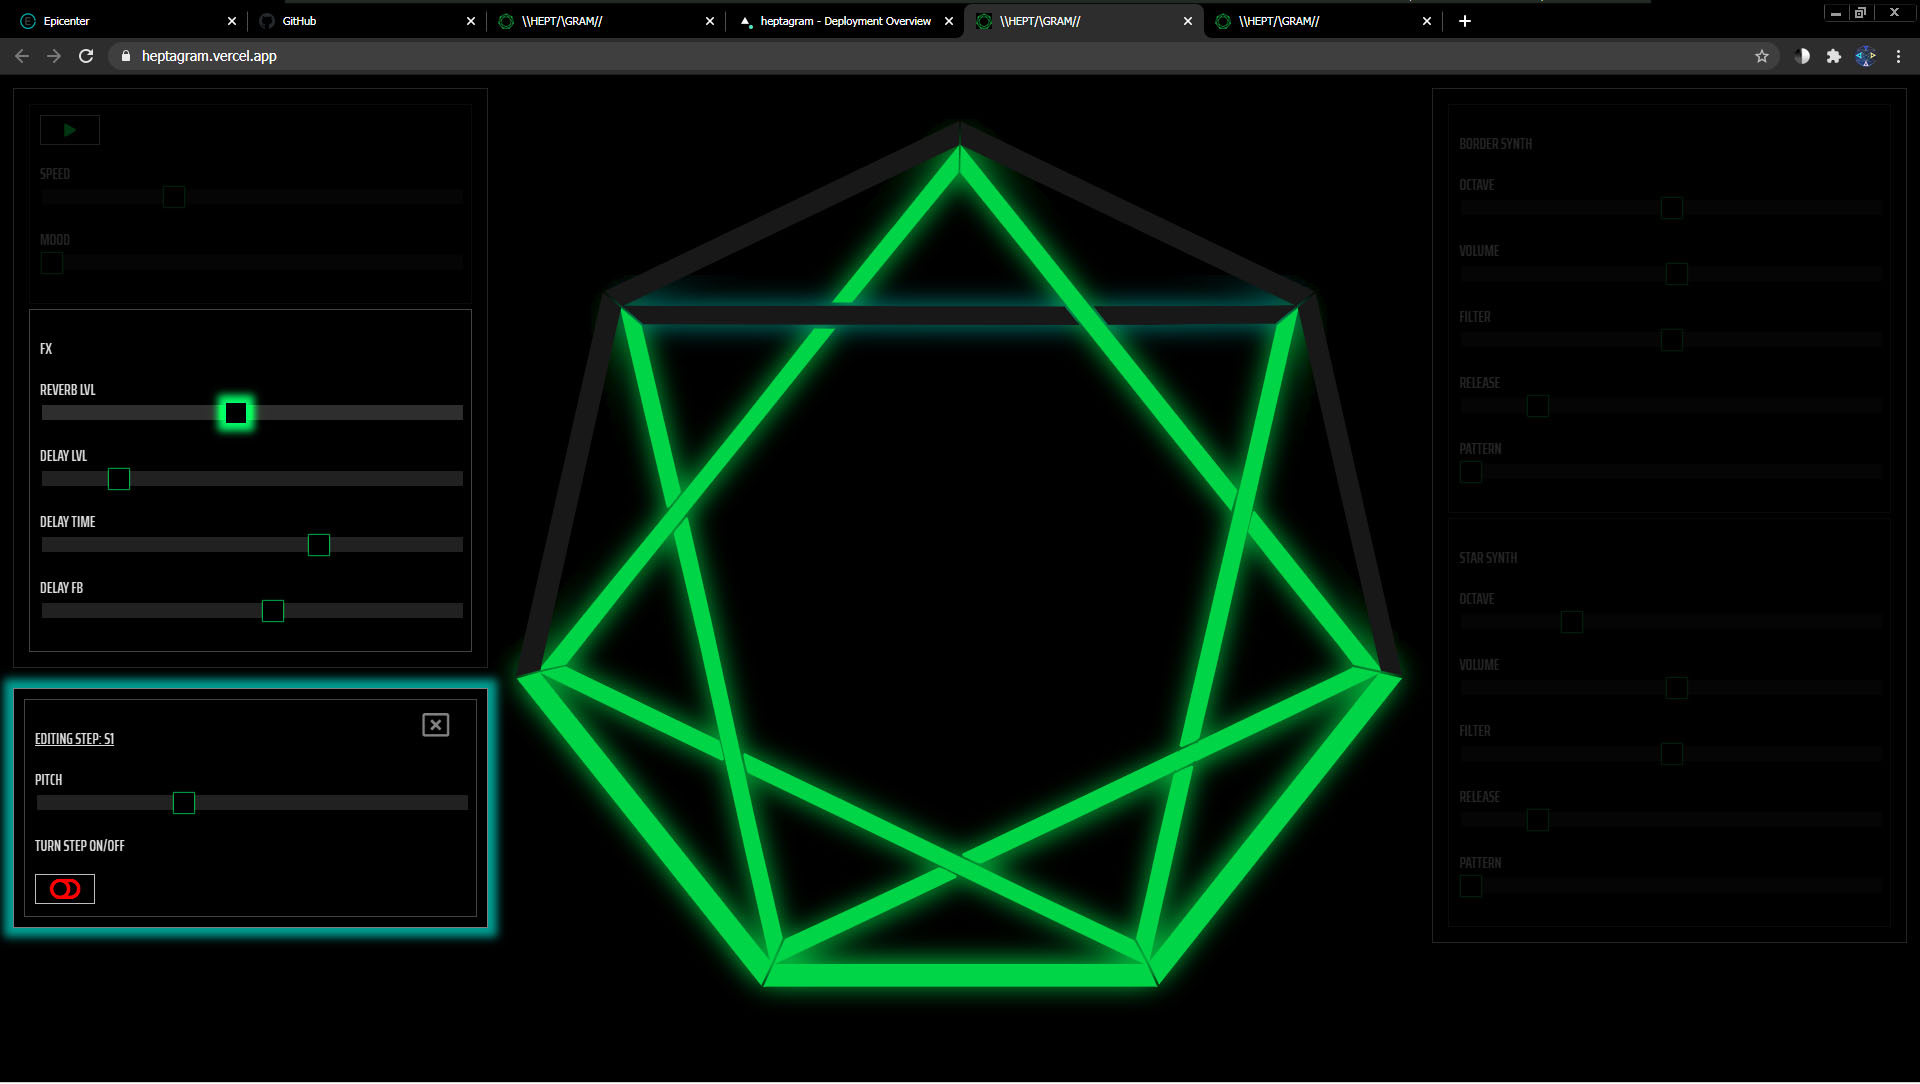 Epicenter
GitHub
\\HEPT/\GRAM//
heptagram - Deployment Overview
\\HEPT/\GRAM//
\\HEPT/\GRAM//
heptagram.vercel.app
SPEED
MOOD
FX
REVERB LVL
DELAY LVL
DELAY TIME
DELAY FB
EDITING STEP: S1
PITCH
TURN STEP ON/OFF
BORDER SYNTH
OCTAVE
VOLUME
FILTER
RELEASE
PATTERN
STAR SYNTH
OCTAVE
VOLUME
FILTER
RELEASE
PATTERN